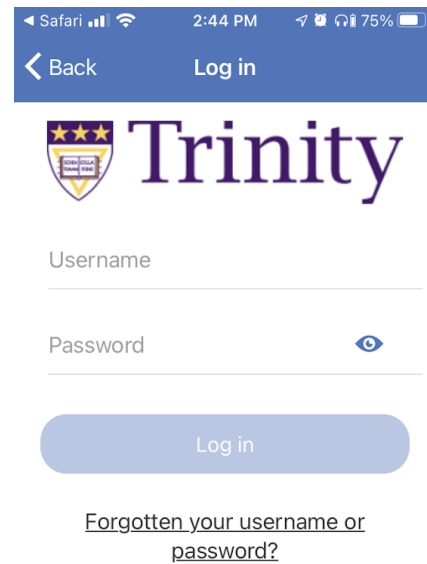 Safari 2:44 PM 75%
Back Log in
Trinity
Username
Password
Log in
Forgotten your username or
password?